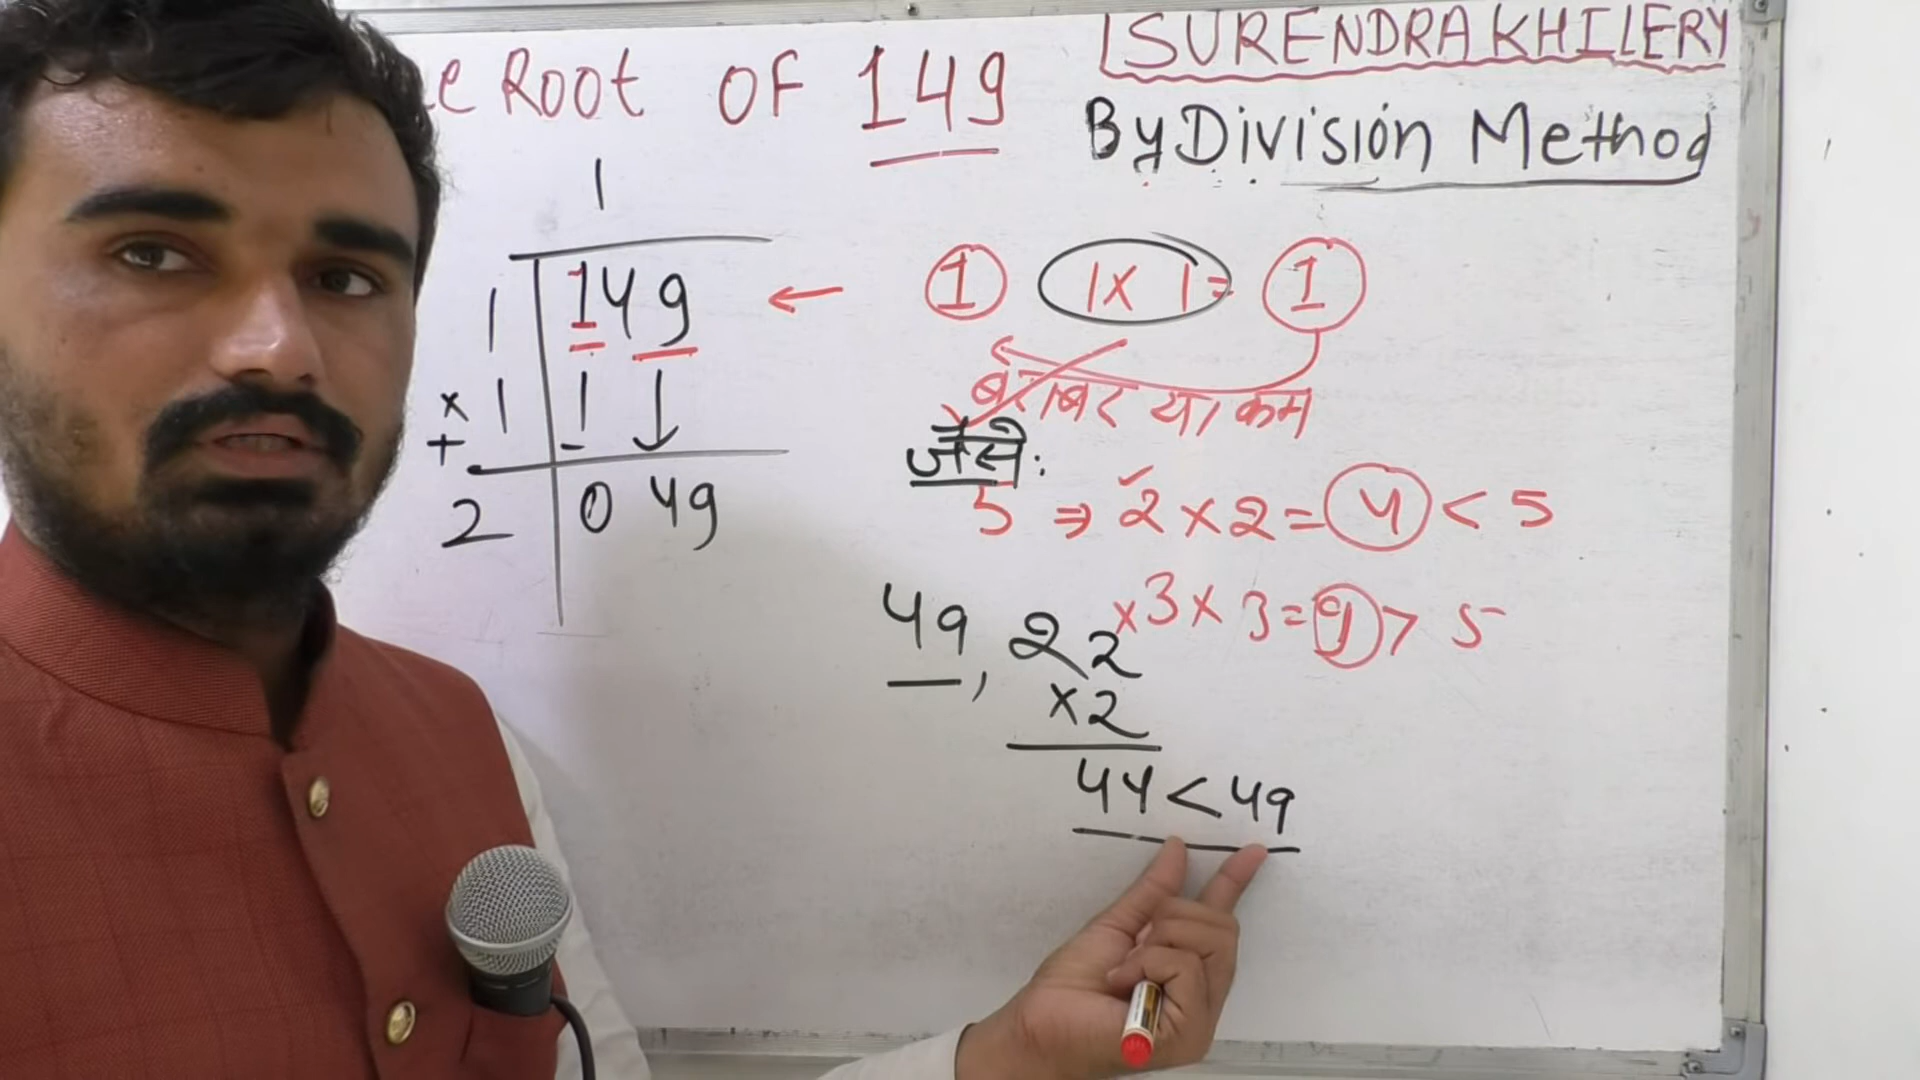 SURENDRA KHILERY
e Root OF 149
By Division Method
1
1 149 ← 1 1 x 1 = 1
x 1 1 ↓
बराबर या कम
+
जैसे:
2 0 49
5 ⇒ 2 x 2 = 4 < 5
x 3 x 3 = 9 > 5
49, 22
x2
44 < 49